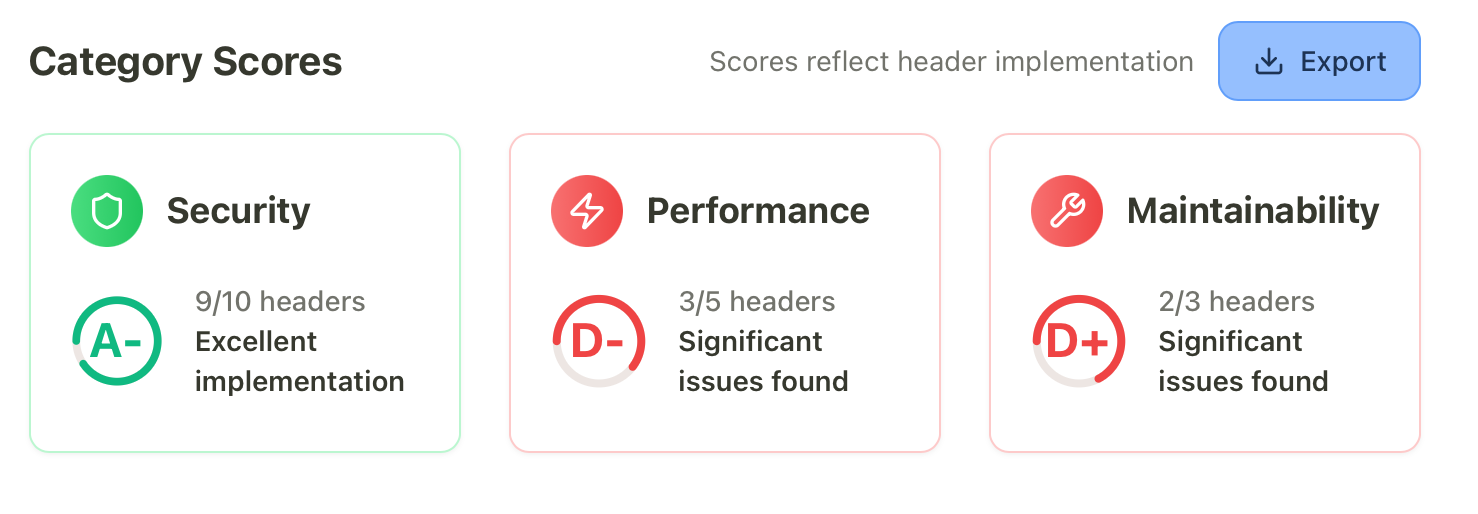 Category Scores
Scores reflect header implementation
Export
Security
9/10 headers
A-
Excellent
implementation
Performance
3/5 headers
D-
Significant
issues found
Maintainability
2/3 headers
D+
Significant
issues found